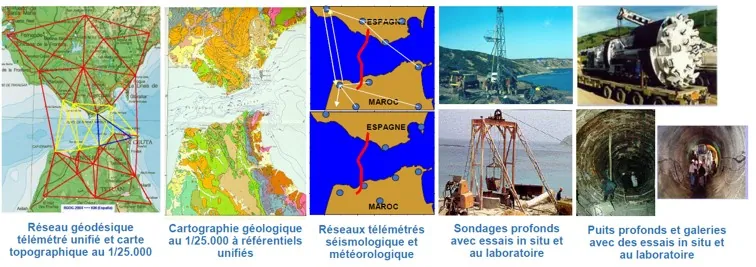 ESPAGNE
MAROC
ESPAGNE
MAROC
CEUTA
TETUAN
Réseau géodésique
télémétré unifié et carte
topographique au 1/25.000
Cartographie géologique
au 1/25.000 à référentiels
unifiés
Réseaux télémétrés
séismologique et
météorologique
Sondages profonds
avec essais in situ et
au laboratoire
Puits profonds et galeries
avec des essais in situ et
au laboratoire